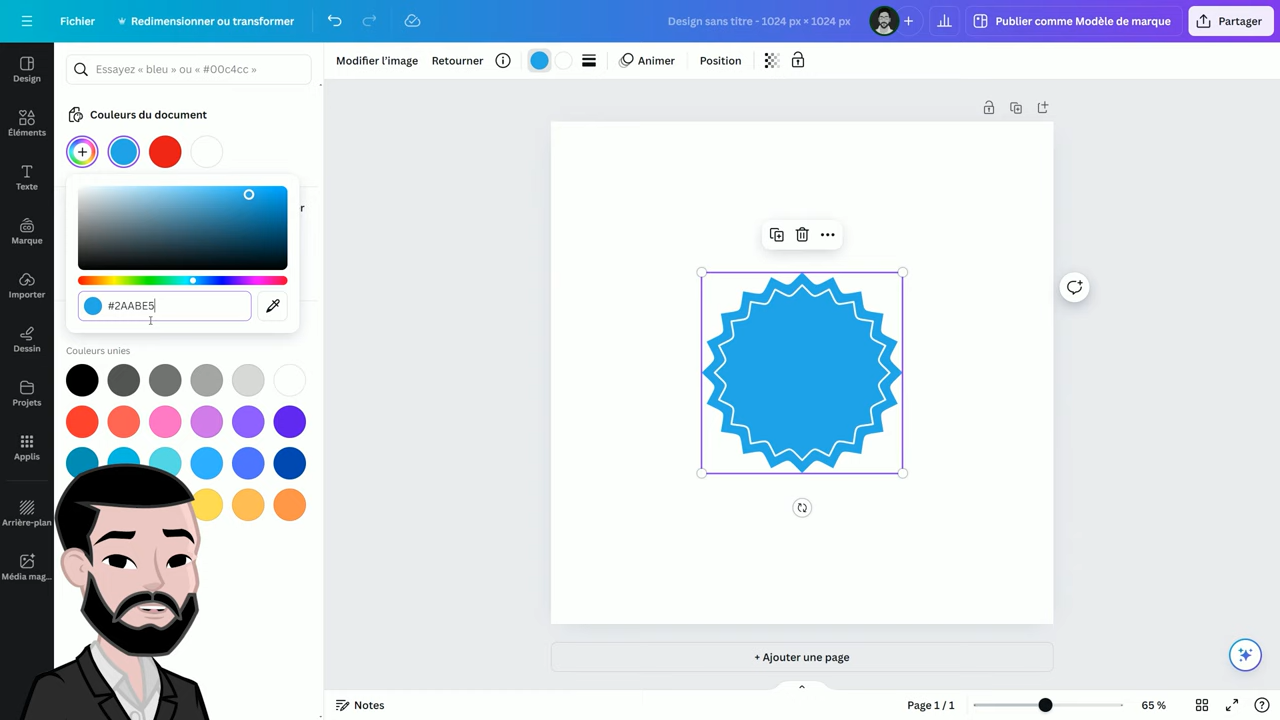 Fichier
Redimensionner ou transformer
Design sans titre - 1024 px × 1024 px
Publier comme Modèle de marque
Partager
Design
Éléments
Texte
Marque
Importer
Dessin
Projets
Applis
Arrière-plan
Média mag...
Essayez « bleu » ou « #00c4cc »
Couleurs du document
r
#2AABE5
Couleurs unies
Modifier l'image
Retourner
Animer
Position
+ Ajouter une page
Notes
Page 1 / 1
65 %